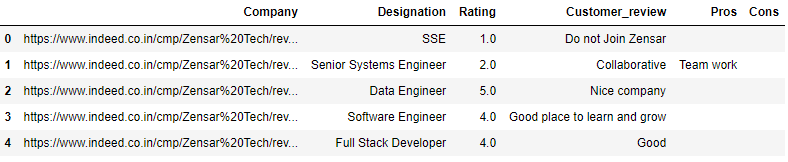 Company Designation Rating Customer_review Pros Cons
0 https://www.indeed.co.in/cmp/Zensar%20Tech/rev... SSE 1.0 Do not Join Zensar
1 https://www.indeed.co.in/cmp/Zensar%20Tech/rev... Senior Systems Engineer 2.0 Collaborative Team work
2 https://www.indeed.co.in/cmp/Zensar%20Tech/rev... Data Engineer 5.0 Nice company
3 https://www.indeed.co.in/cmp/Zensar%20Tech/rev... Software Engineer 4.0 Good place to learn and grow
4 https://www.indeed.co.in/cmp/Zensar%20Tech/rev... Full Stack Developer 4.0 Good